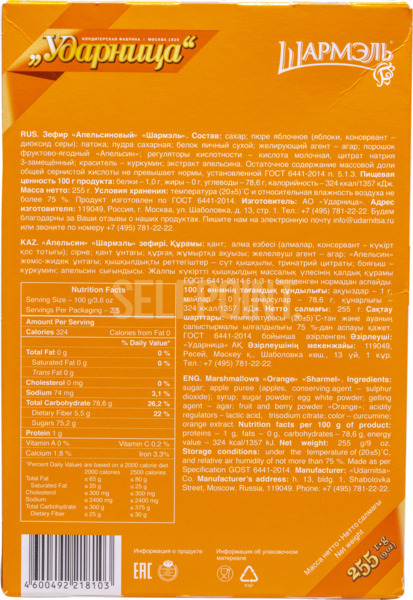 КОНДИТЕРСКАЯ ФАБРИКА • МОСКВА 1929
„Ударница“
ШАРМЭЛЬ
RUS. Зефир «Апельсиновый» «Шармэль». Состав: сахар; пюре яблочное (яблоки, консервант –
диоксид серы); патока; пудра сахарная; белок яичный сухой; желирующий агент – агар; порошок
фруктово-ягодный «Апельсин»; регуляторы кислотности – кислота молочная, цитрат натрия
3-замещённый; краситель – куркумин; экстракт апельсина. Остаточное содержание массовой доли
общей сернистой кислоты не превышает нормы, установленной ГОСТ 6441-2014 п. 5.1.3. Пищевая
ценность 100 г продукта: белки – 1,0 г, жиры – 0 г, углеводы – 78,6 г, калорийность – 324 ккал/1357 кДж.
Масса нетто: 255 г. Условия хранения: температура (20±5)˚С и относительная влажность воздуха не
более 75 %. Продукт изготовлен по ГОСТ 6441-2014. Изготовитель: АО «Ударница». Адрес
изготовителя: 119049, Россия, г. Москва, ул. Шаболовка, д. 13, стр. 1. Тел.: +7 (495) 781-22-22. Будем
благодарны за Ваши отзывы о наших продуктах. Пишите нам на электронную почту info@udarnitsa.ru
или звоните по номеру +7 (495) 781-22-22.
KAZ. «Апельсин» «Шармэль» зефирі. Құрамы: қант; алма езбесі (алмалар, консервант – күкірт
қос тотығы); сірне; қант ұнтағы; құрғақ жұмыртқа ақуызы; желелеуші агент – агар; «Апельсин»
жеміс-жидек ұнтағы; қышқылдықты реттегіштер – сүт қышқылы, тринатрий цитраты; бояғыш –
куркумин; апельсин сығындысы. Жалпы күкіртті қышқылдың массалық үлесінің қалдық құрамы
ГОСТ 6441-2014 5.1.3 т. белгіленген нормадан аспайды
100 г өнімнің тағамдық құндылығы: ақуыздар – 1,0 г,
майлар – 0 г, көмірсулар – 78,6 г, құнарлылығы –
324 ккал/1357 кДж. Нетто салмағы: 255 г. Сақтау
шарттары: температурасы (20±5)˚С-тан және ауаның
салыстырмалы ылғалдылығы 75 %-дан аспауы қажет.
ГОСТ 6441-2014 бойынша әзірленген. Өзірлеуші:
«Ударница» АҚ. Әзірлеушінің мекенжайы: 119049,
Ресей, Мәскеу қ., Шаболовка көш., 13 үй, 1 құр.
Тел.: +7 (495) 781-22-22.
ENG. Marshmallows «Orange» «Sharmel». Ingredients:
sugar; apple puree (apples, conserving agent – sulphur
dioxide); syrup; sugar powder; egg white powder; gelling
agent – agar; fruit and berry powder «Orange»; acidity
regulators – lactic acid, trisodium citrate; color – curcumine;
orange extract. Nutrition facts per 100 g of product:
proteins – 1 g, fats – 0 g, carbohydrates – 78,6 g, energy
value – 324 kcal/1357 kJ. Net weight: 255 g/9 oz.
Storage conditions: under the temperature of (20±5)˚С,
and relative air humidity of not more than 75 %. Made as per
Specification GOST 6441-2014. Manufacturer: «Udarnitsa»
Co. Manufacturer's address: h. 13, bldg. 1, Shabolovka
Street, Moscow, Russia, 119049. Phone: +7 (495) 781-22-22.
Nutrition Facts
Serving Size – 100 g/3.6 oz
Servings Per Packaging – 2,5
Amount Per Serving
Calories 324 Calories from Fat 0
% Daily Value*
Total Fat 0 g 0 %
Saturated Fat 0 g 0 %
Trans Fat 0 g
Cholesterol 0 mg 0 %
Sodium 74 mg 3,1 %
Total Carbohydrate 78,6 g 26,2 %
Dietary Fiber 5,5 g 22 %
Sugars 75,2 g
Protein 1 g
Vitamin A 0 % Vitamin C 0,2 %
Calcium 1,8 % Iron 3,3%
*Percent Daily Values are based on a 2000 calorie diet.
2000 calories 2500 calories
Total Fat ≤ 65 g ≤ 80 g
Saturated Fat ≤ 20 g ≤ 25 g
Cholesterol ≤ 300 mg ≤ 300 mg
Sodium ≤ 2400 mg ≤ 2400 mg
Total Carbohydrate ≤ 300 g ≤ 375 g
Dietary Fiber ≤ 25 g ≤ 30 g
4600492218103
Информация о продукте
EAC
Информация об упаковочном
материале
Масса нетто • Нетто салмағы
Net weight
255 г•g
(9 oz)